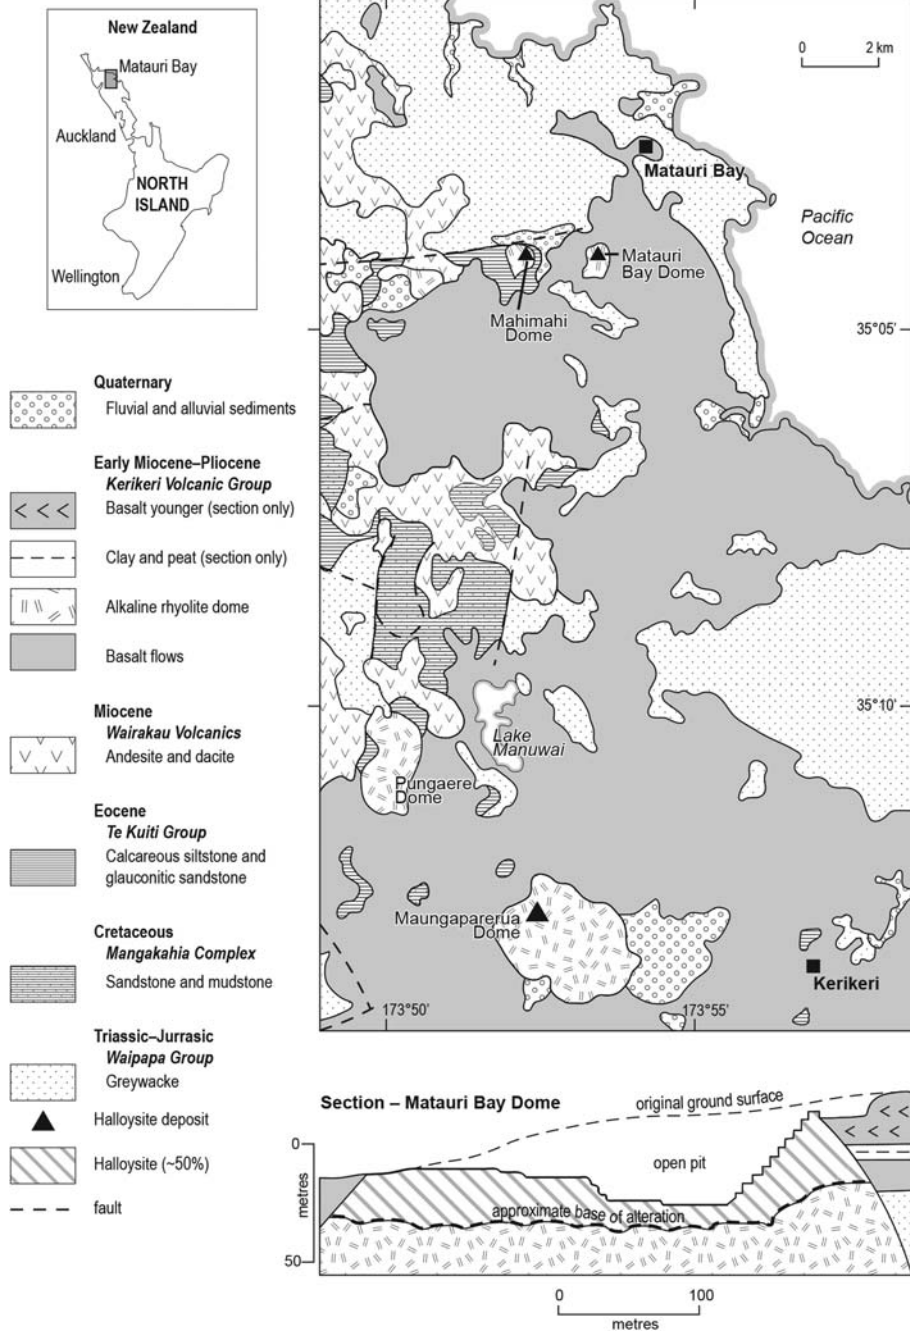 New Zealand
Matauri Bay
Auckland
NORTH
ISLAND
Wellington
0 2 km
Matauri Bay
Pacific
Ocean
Matauri
Bay Dome
Mahimahi
Dome
35°05'
35°10'
Lake
Manuwai
Pungaere
Dome
Maungaparerua
Dome
Kerikeri
173°50'
173°55'
Quaternary
Fluvial and alluvial sediments
Early Miocene–Pliocene
Kerikeri Volcanic Group
Basalt younger (section only)
Clay and peat (section only)
Alkaline rhyolite dome
Basalt flows
Miocene
Wairakau Volcanics
Andesite and dacite
Eocene
Te Kuiti Group
Calcareous siltstone and
glauconitic sandstone
Cretaceous
Mangakahia Complex
Sandstone and mudstone
Triassic–Jurrasic
Waipapa Group
Greywacke
Halloysite deposit
Halloysite (~50%)
fault
Section – Matauri Bay Dome
original ground surface
open pit
approximate base of alteration
0
metres
50
0 100
metres